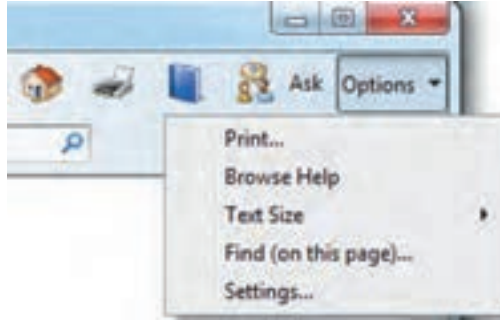 Ask Options
Print...
Browse Help
Text Size
Find (on this page)...
Settings...